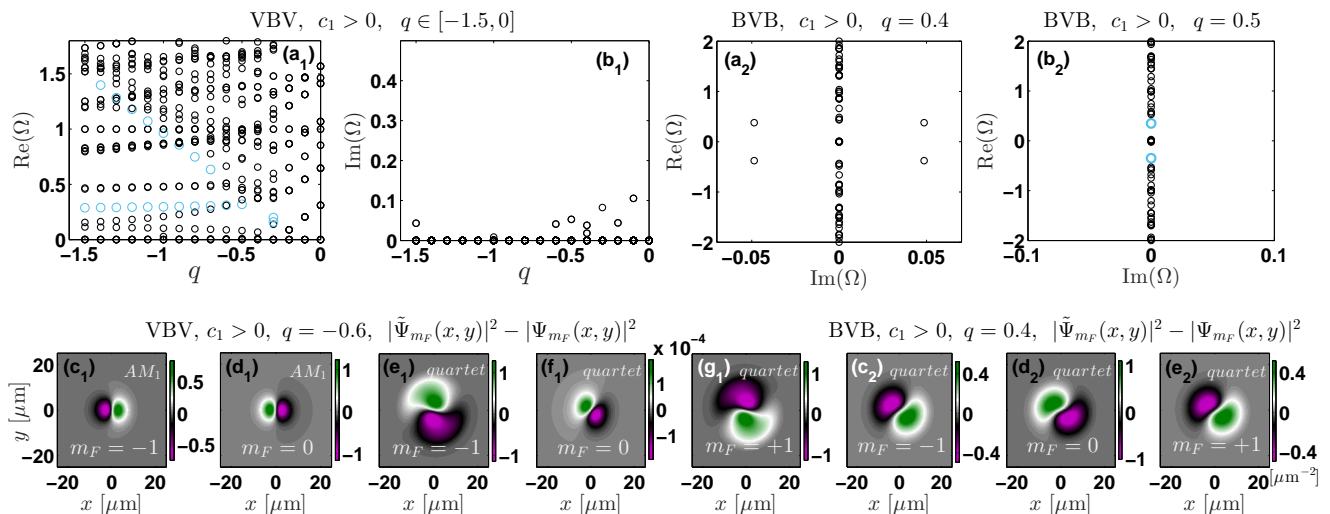 VBV, c₁ > 0, q ∈ [−1.5, 0]
BVB, c₁ > 0, q = 0.4
BVB, c₁ > 0, q = 0.5
(a₁)
Re(Ω)
1.5
1
0.5
0
−1.5 −1 −0.5 0
q
(b₁)
Im(Ω)
0.5
0.4
0.3
0.2
0.1
0
−1.5 −1 −0.5 0
q
(a₂)
Re(Ω)
2
1
0
−1
−2
−0.05 0 0.05
Im(Ω)
(b₂)
Re(Ω)
2
1
0
−1
−2
−0.1 0 0.1
Im(Ω)
VBV, c₁ > 0, q = −0.6, |Ψ̃_{m_F}(x, y)|² − |Ψ_{m_F}(x, y)|²
BVB, c₁ > 0, q = 0.4, |Ψ̃_{m_F}(x, y)|² − |Ψ_{m_F}(x, y)|²
y [μm]
20
0
−20
(c₁) AM₁
m_F = −1
0.5
0
−0.5
−20 0 20
x [μm]
(d₁) AM₁
m_F = 0
1
0
−1
−20 0 20
x [μm]
(e₁) quartet
m_F = −1
1
0
−1
−20 0 20
x [μm]
(f₁) quartet
m_F = 0
x 10⁻⁴
1
0
−1
−20 0 20
x [μm]
(g₁) quartet
m_F = +1
1
0
−1
−20 0 20
x [μm]
(c₂) quartet
m_F = −1
0.4
0
−0.4
−20 0 20
x [μm]
(d₂) quartet
m_F = 0
1
0
−1
−20 0 20
x [μm]
(e₂) quartet
m_F = +1
0.4
0
−0.4
[μm⁻²]
−20 0 20
x [μm]